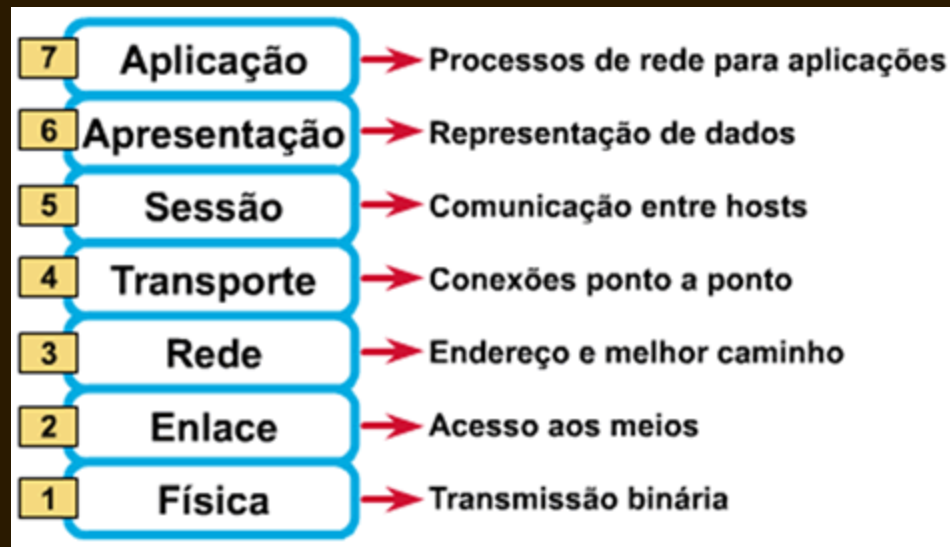 7 Aplicação Processos de rede para aplicações
6 Apresentação Representação de dados
5 Sessão Comunicação entre hosts
4 Transporte Conexões ponto a ponto
3 Rede Endereço e melhor caminho
2 Enlace Acesso aos meios
1 Física Transmissão binária